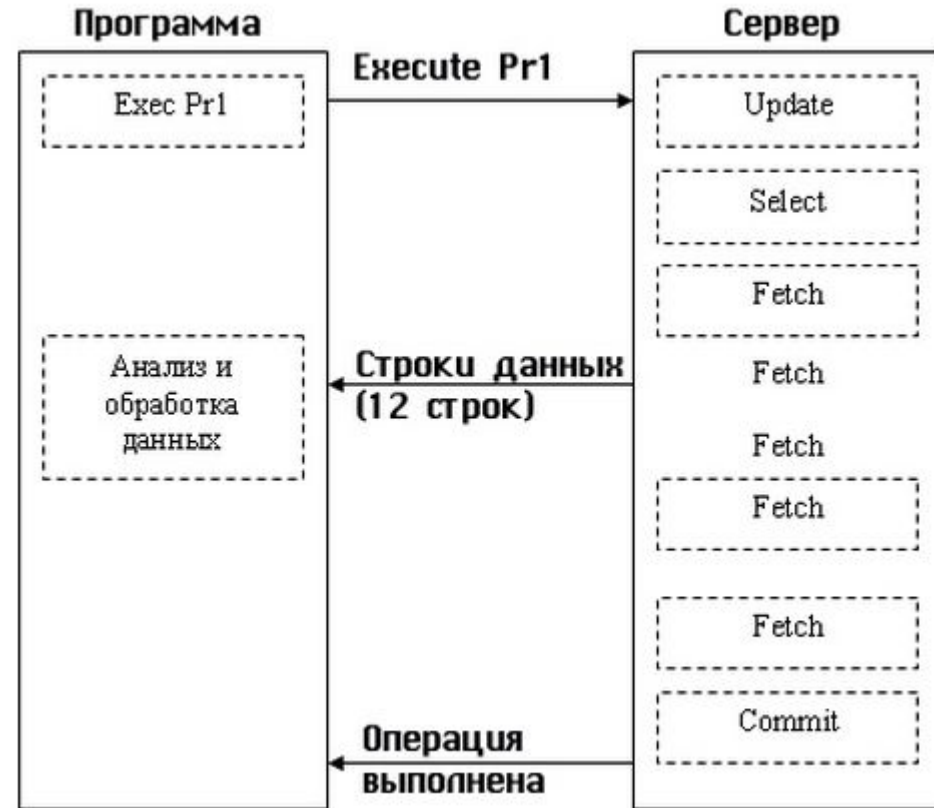 Программа
Сервер
Execute Pr1
Exec Pr1
Update
Select
Fetch
Строки данных
(12 строк)
Анализ и
обработка
данных
Fetch
Fetch
Fetch
Fetch
Commit
Операция
выполнена